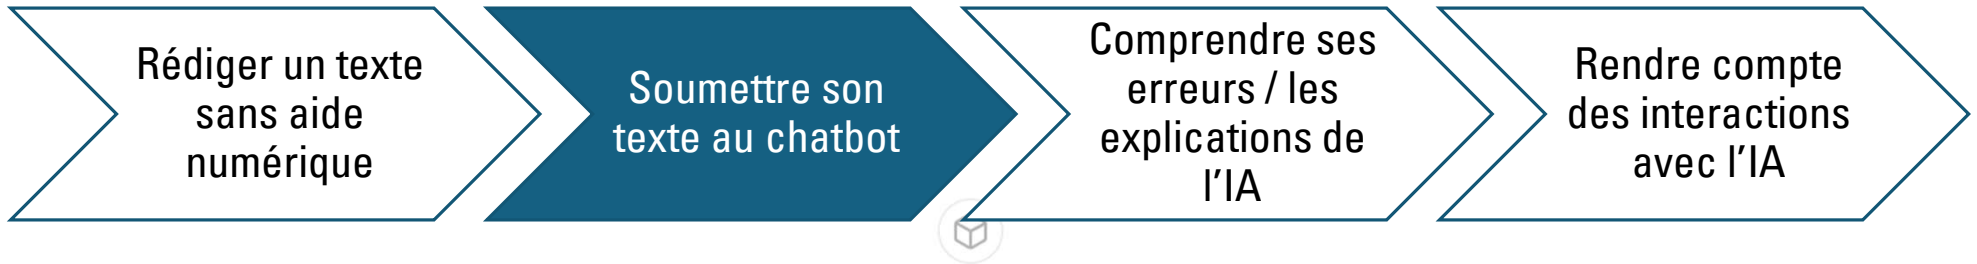 Rédiger un texte
sans aide
numérique
Soumettre son
texte au chatbot
Comprendre ses
erreurs / les
explications de
l’IA
Rendre compte
des interactions
avec l’IA